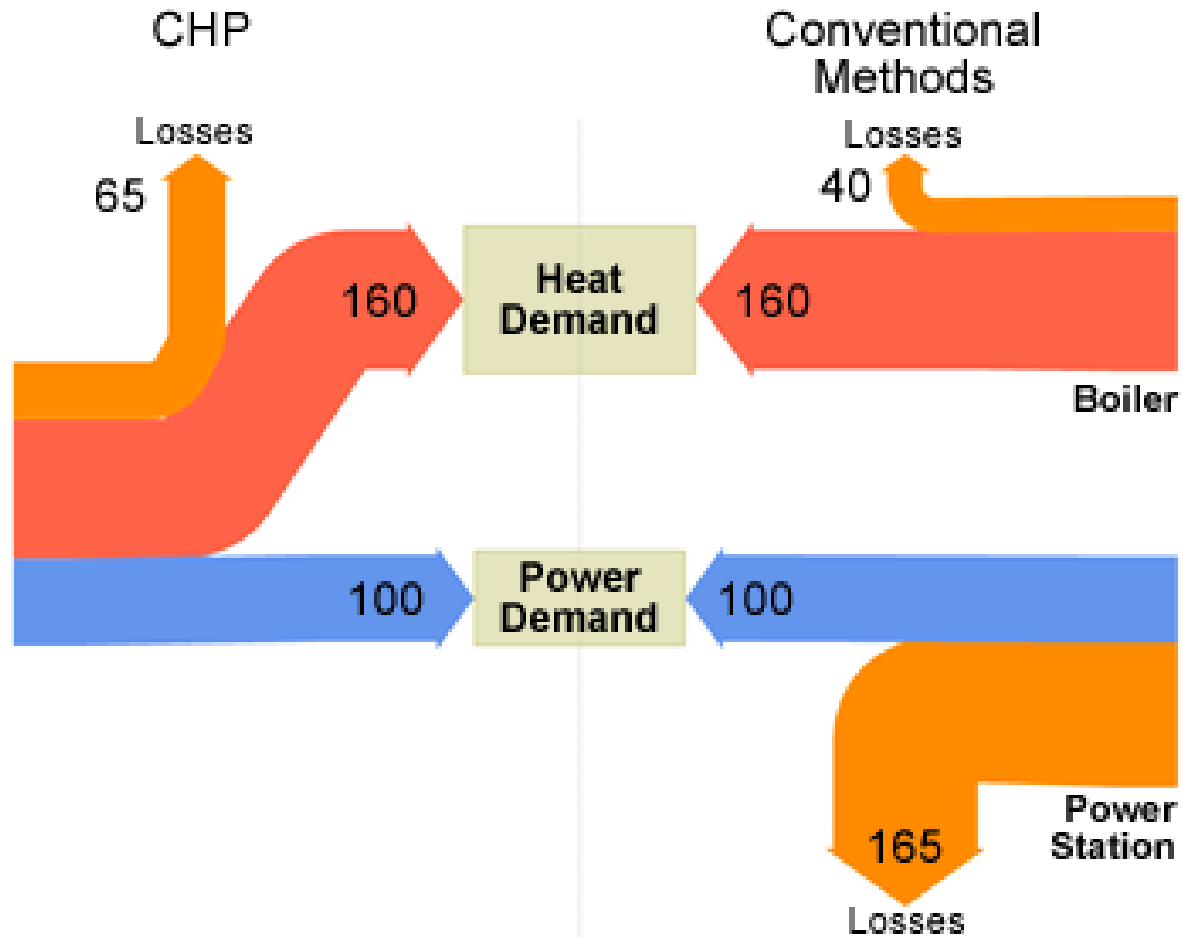 CHP
Conventional
Methods
Losses
65
Losses
40
160
Heat
Demand
160
Boiler
100
Power
Demand
100
Power
Station
165
Losses